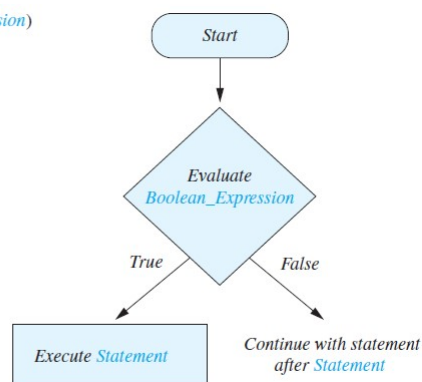 sion)
Start
Evaluate
Boolean_Expression
True
False
Execute Statement
Continue with statement
after Statement